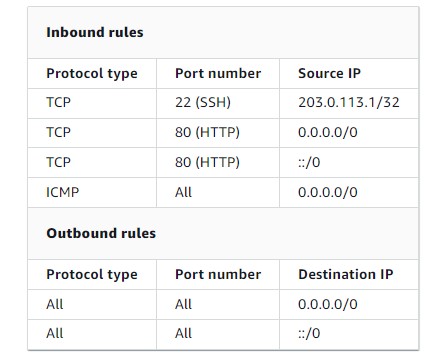 Inbound rules
Protocol type Port number Source IP
TCP 22 (SSH) 203.0.113.1/32
TCP 80 (HTTP) 0.0.0.0/0
TCP 80 (HTTP) ::/0
ICMP All 0.0.0.0/0
Outbound rules
Protocol type Port number Destination IP
All All 0.0.0.0/0
All All ::/0